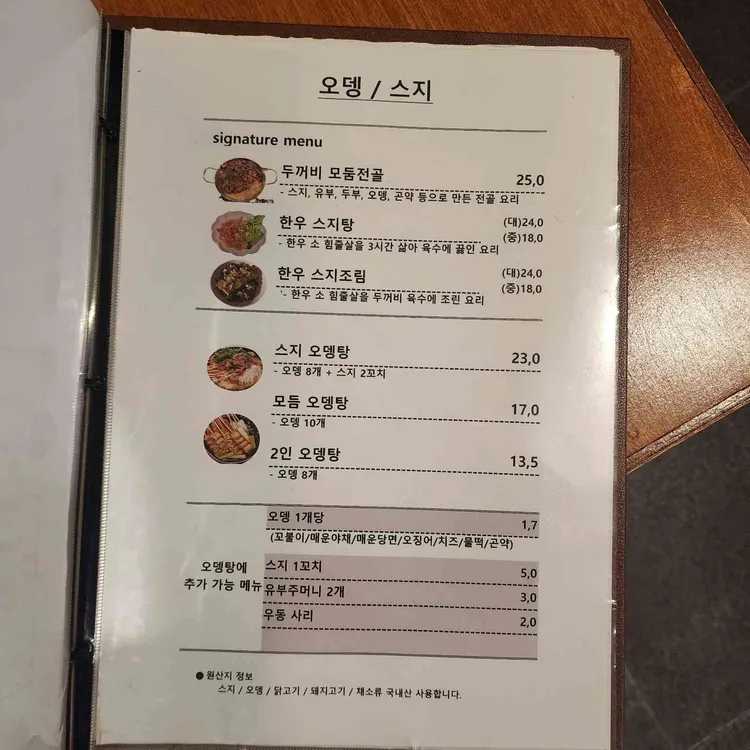 오뎅 / 스지
signature menu
두꺼비 모둠전골 25,0
- 스지, 유부, 두부, 오뎅, 곤약 등으로 만든 전골 요리
한우 스지탕 (대)24,0
(중)18,0
- 한우 소 힘줄살을 3시간 삶아 육수에 끓인 요리
한우 스지조림 (대)24,0
(중)18,0
'- 한우 소 힘줄살을 두꺼비 육수에 조린 요리
스지 오뎅탕 23,0
- 오뎅 8개 + 스지 2꼬치
모듬 오뎅탕 17,0
- 오뎅 10개
2인 오뎅탕 13,5
- 오뎅 8개
오뎅 1개당 1,7
(꼬불이/매운야채/매운당면/오징어/치즈/물떡/곤약)
오뎅탕에
추가 가능 메뉴
스지 1꼬치 5,0
유부주머니 2개 3,0
우동 사리 2,0
● 원산지 정보
스지 / 오뎅 / 닭고기 / 돼지고기 / 채소류 국내산 사용합니다.